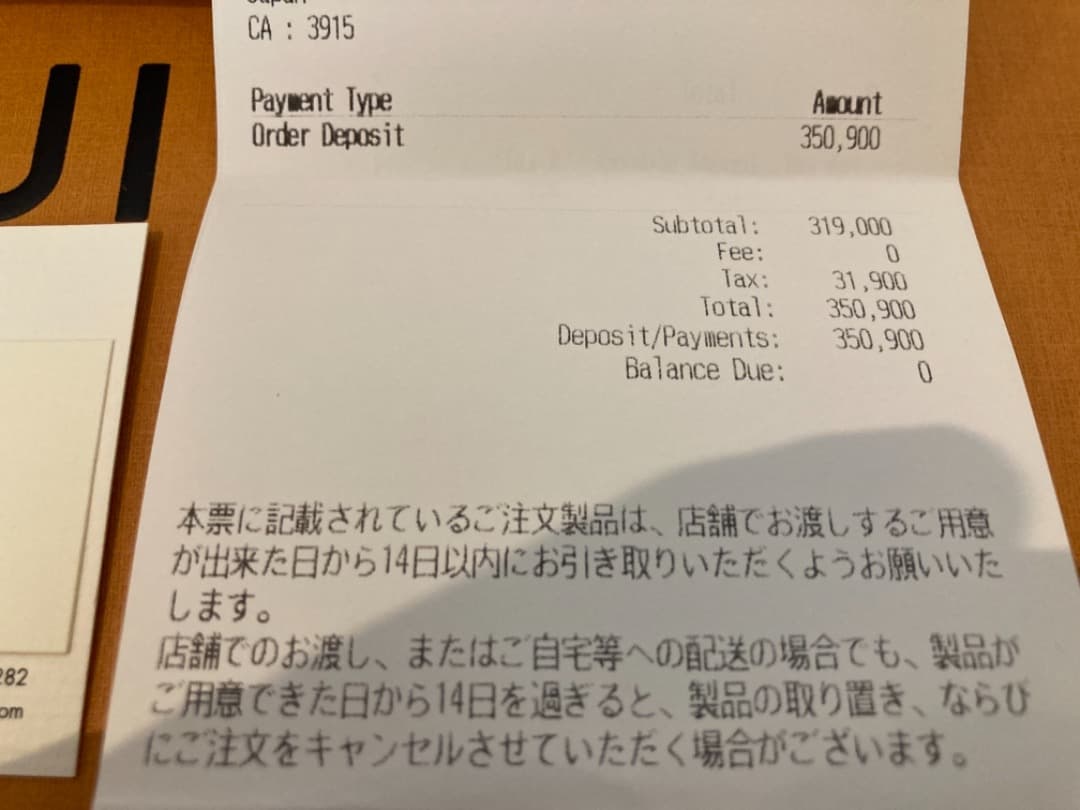 Japan
CA : 3915
UI
Payment Type Amount
Order Deposit 350,900
Subtotal: 319,000
Fee: 0
Tax: 31,900
Total: 350,900
Deposit/Payments: 350,900
Balance Due: 0
本票に記載されているご注文製品は、店舗でお渡しするご用意
が出来た日から14日以内にお引き取りいただくようお願いいた
します。
店舗でのお渡し、またはご自宅等への配送の場合でも、製品が
ご用意できた日から14日を過ぎると、製品の取り置き、ならび
にご注文をキャンセルさせていただく場合がございます。
282
om